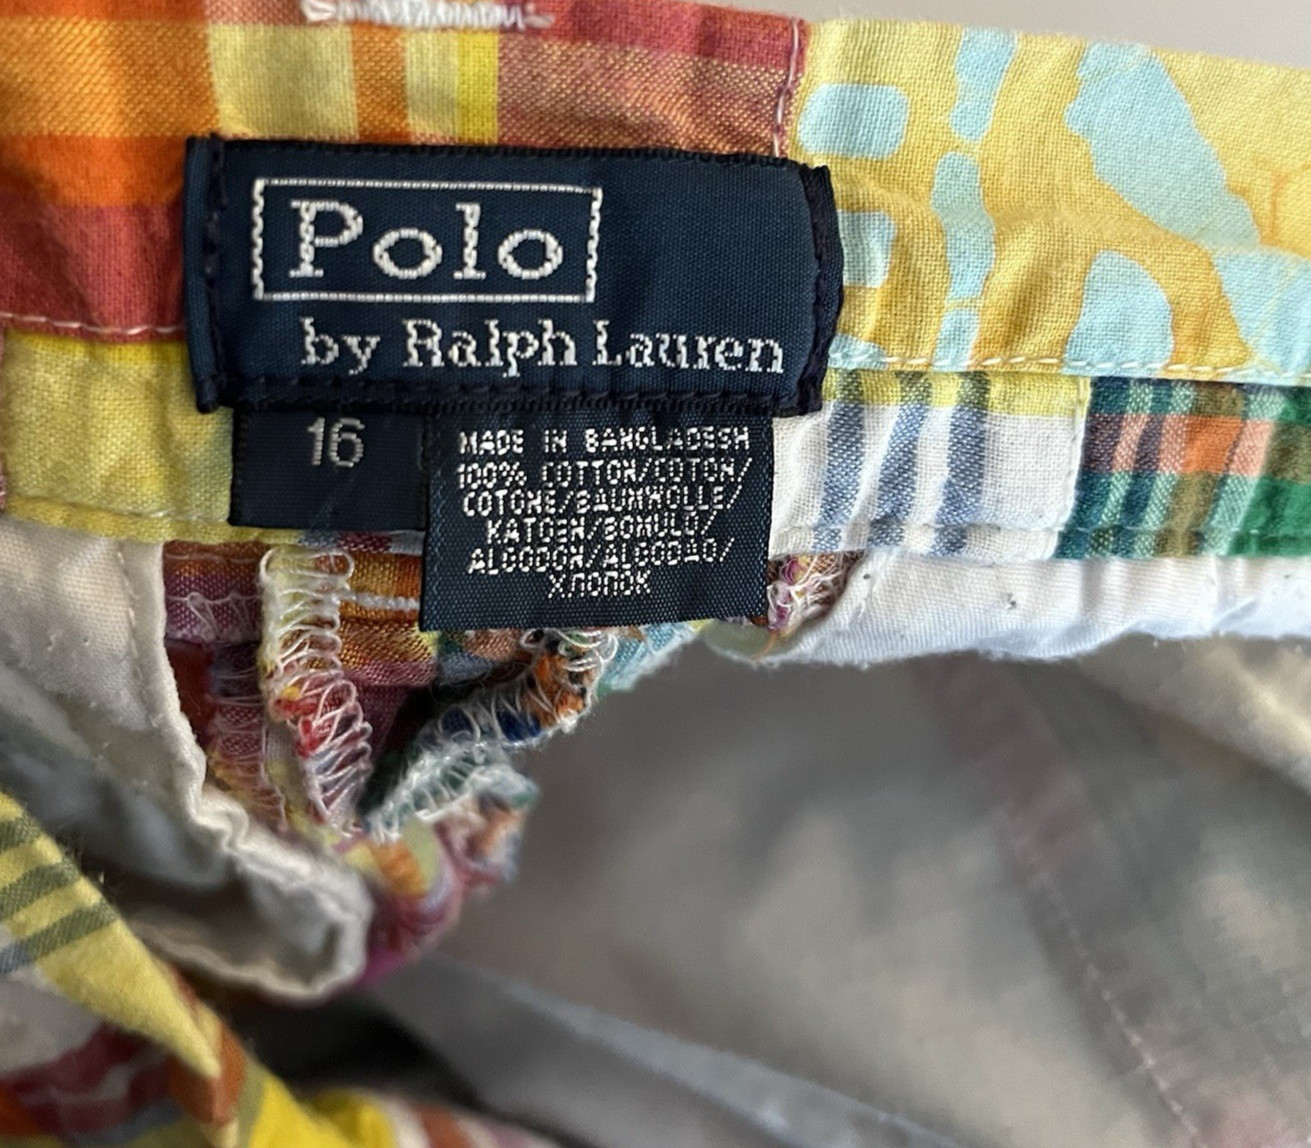 Polo
by Ralph Lauren
16
MADE IN BANGLADESH
100% COTTON/COTON/
COTONE/BAUMWOLLE/
KATOEN/BOMULD/
ALGODON/ALGODAO/
ХЛОПОК